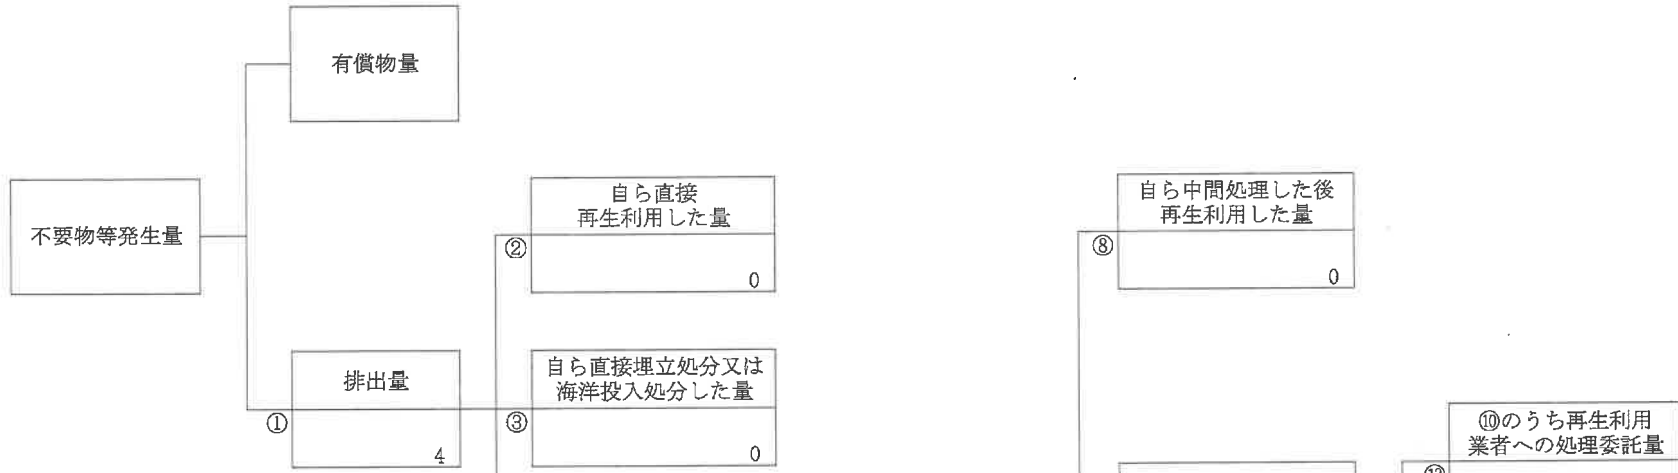 有償物量
不要物等発生量
自ら直接
再生利用した量
②
0
自ら中間処理した後
再生利用した量
⑧
0
排出量
①
4
自ら直接埋立処分又は
海洋投入処分した量
③
0
⑩のうち再生利用
業者への処理委託量